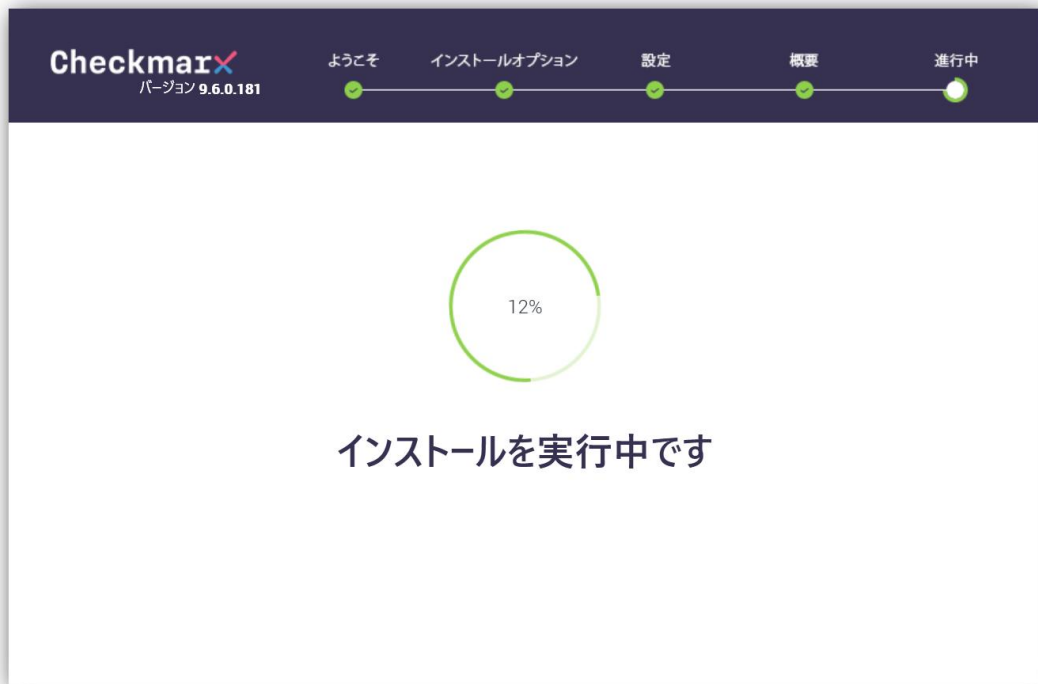 Checkmarx
バージョン 9.6.0.181
ようこそ
インストールオプション
設定
概要
進行中
12%
インストールを実行中です